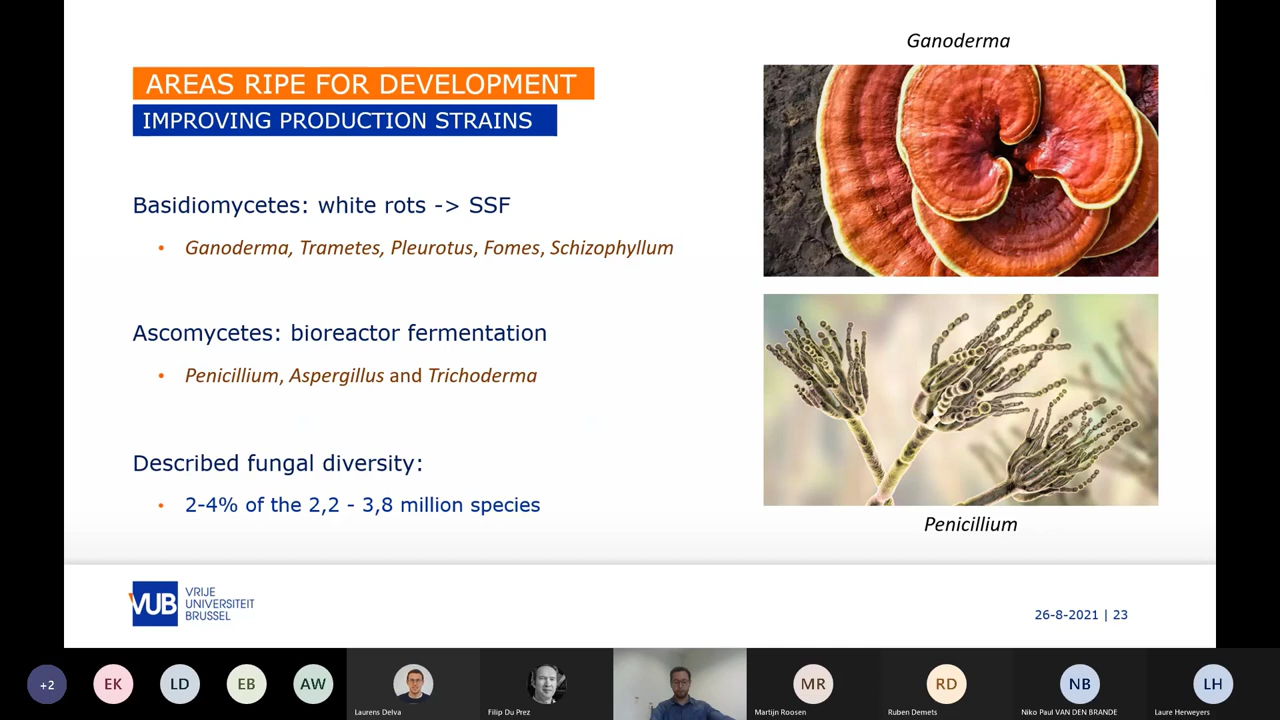 Ganoderma
AREAS RIPE FOR DEVELOPMENT
IMPROVING PRODUCTION STRAINS
Basidiomycetes: white rots -> SSF
• Ganoderma, Trametes, Pleurotus, Fomes, Schizophyllum
Ascomycetes: bioreactor fermentation
• Penicillium, Aspergillus and Trichoderma
Described fungal diversity:
• 2-4% of the 2,2 - 3,8 million species
Penicillium
VUB
VRIJE
UNIVERSITEIT
BRUSSEL
26-8-2021 | 23
+2
EK
LD
EB
AW
Laurens Delva
Filip Du Prez
MR
Martijn Roosen
RD
Ruben Demets
NB
Niko Paul VAN DEN BRANDE
LH
Laure Herweyers